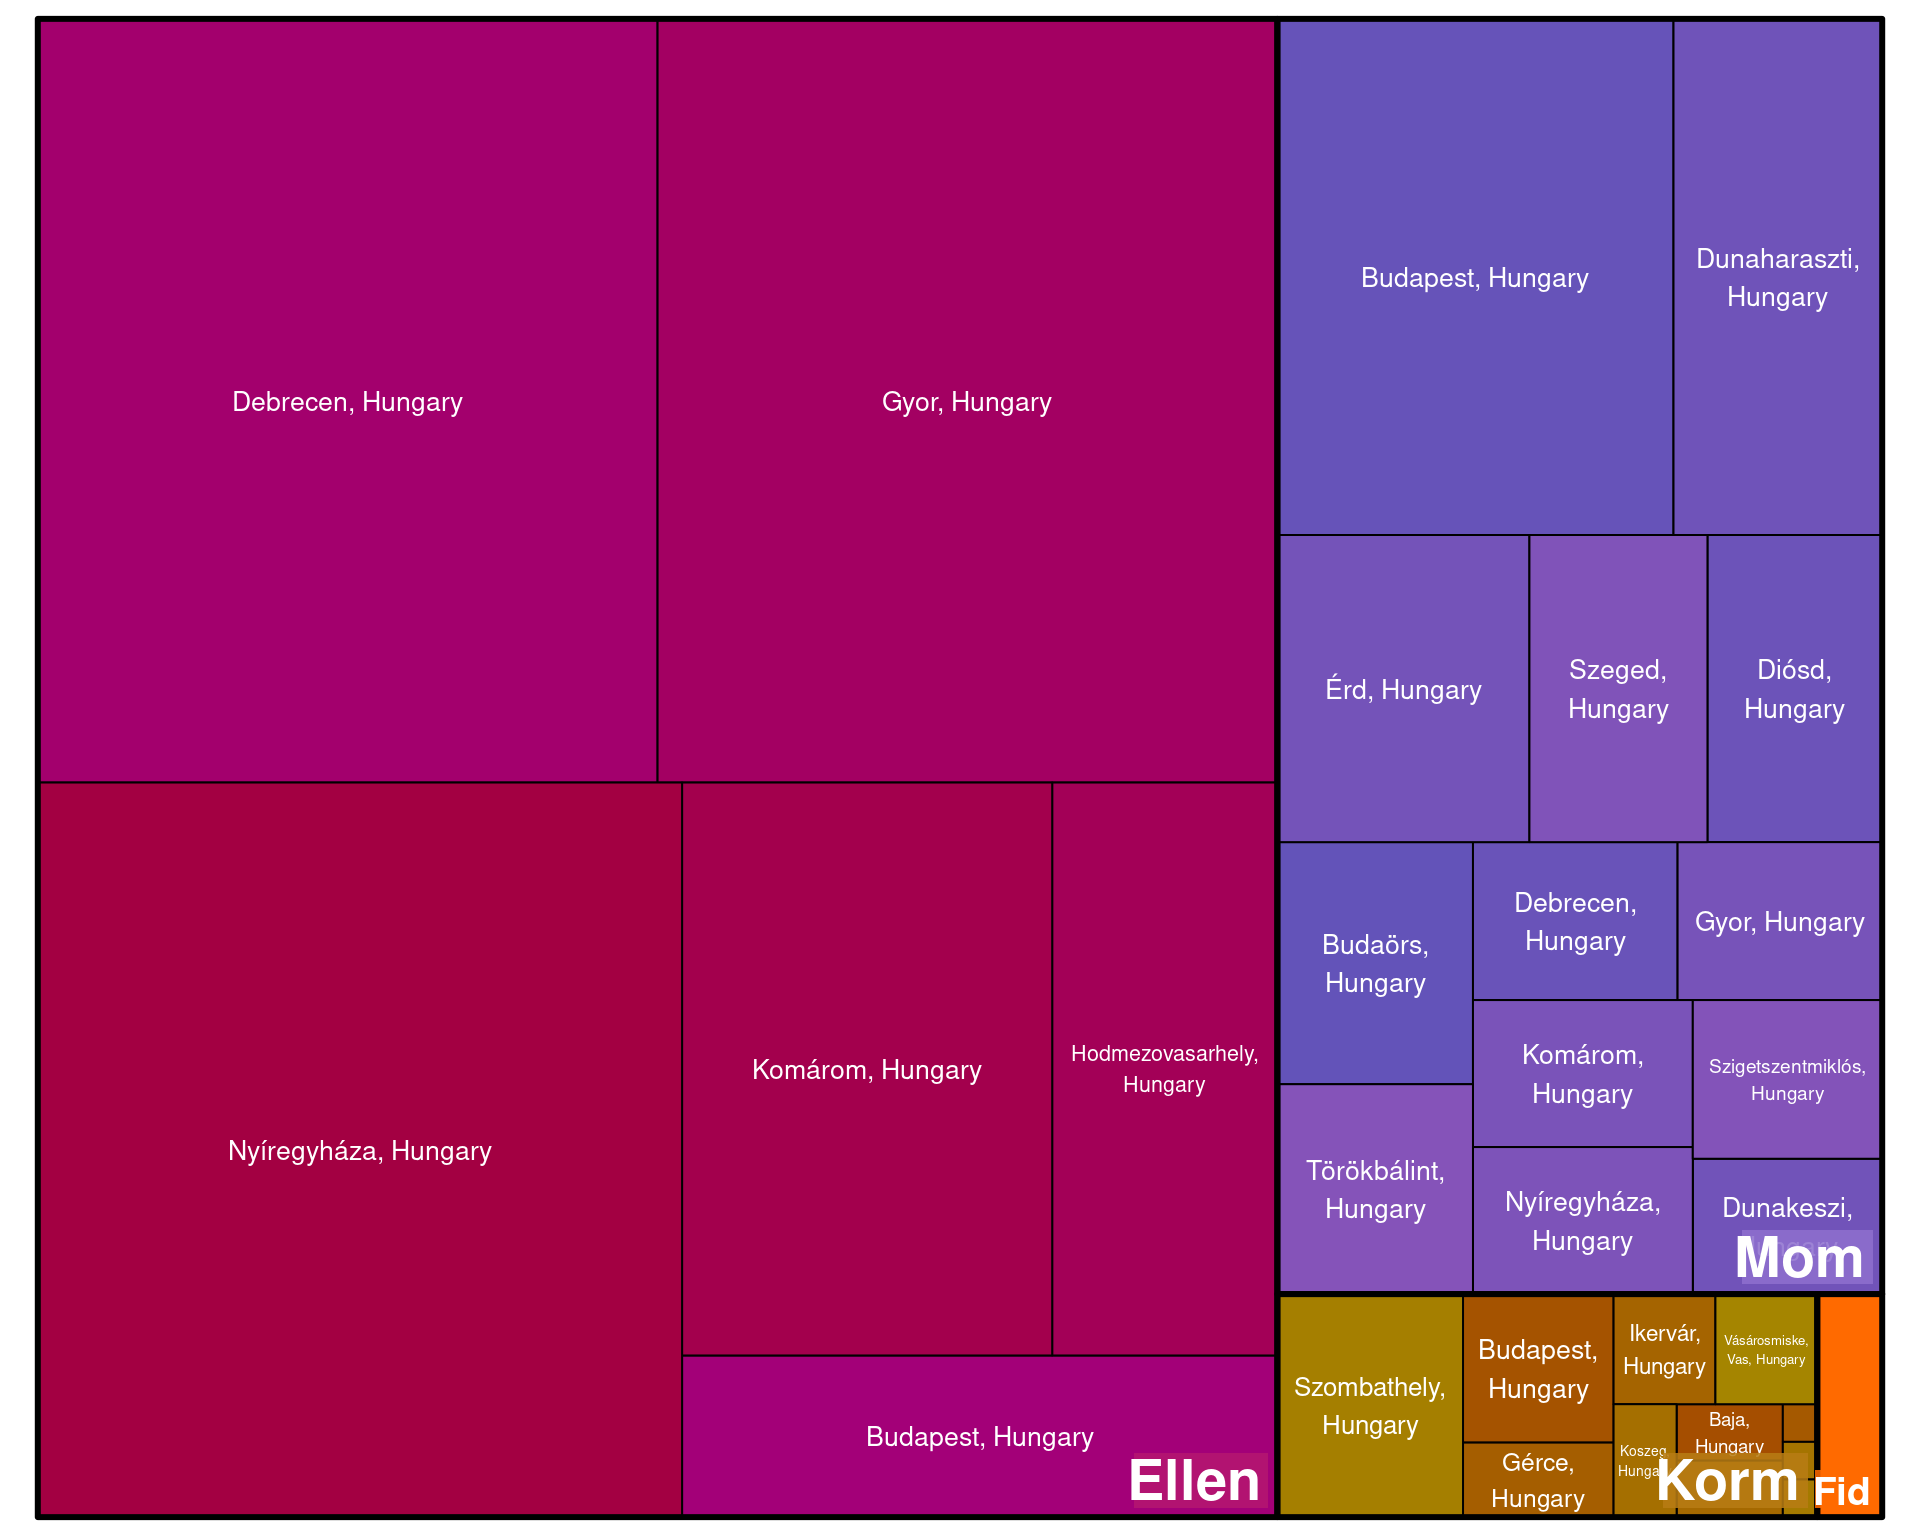 Debrecen, Hungary
Gyor, Hungary
Nyíregyháza, Hungary
Komárom, Hungary
Hodmezovasarhely,
Hungary
Budapest, Hungary
Ellen
Budapest, Hungary
Dunaharaszti,
Hungary
Érd, Hungary
Szeged,
Hungary
Diósd,
Hungary
Budaörs,
Hungary
Debrecen,
Hungary
Gyor, Hungary
Komárom,
Hungary
Szigetszentmiklós,
Hungary
Törökbálint,
Hungary
Nyíregyháza,
Hungary
Dunakeszi,
Mom
Szombathely,
Hungary
Budapest,
Hungary
Ikervár,
Hungary
Vásárosmiske,
Vas, Hungary
Gérce,
Hungary
Koszeg
Baja,
Hungary
Korm
Fid